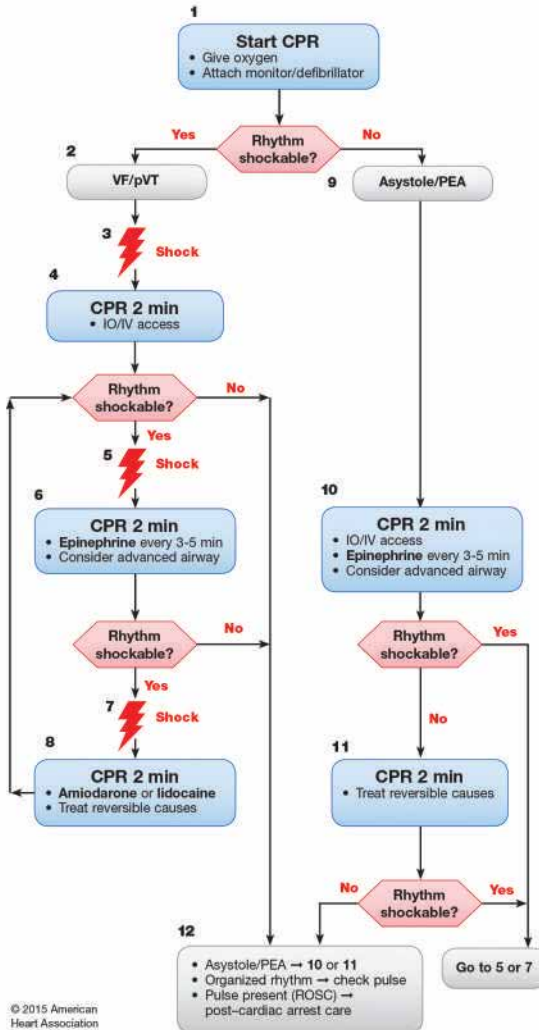 1
Start CPR
• Give oxygen
• Attach monitor/defibrillator
Yes
Rhythm
shockable?
No
2
VF/pVT
9
Asystole/PEA
3
Shock
4
CPR 2 min
• IO/IV access
Rhythm
shockable?
No
Yes
5
Shock
6
CPR 2 min
• Epinephrine every 3-5 min
• Consider advanced airway
Rhythm
shockable?
No
Yes
7
Shock
8
CPR 2 min
• Amiodarone or lidocaine
• Treat reversible causes
10
CPR 2 min
• IO/IV access
• Epinephrine every 3-5 min
• Consider advanced airway
Rhythm
shockable?
Yes
No
11
CPR 2 min
• Treat reversible causes
No
Rhythm
shockable?
Yes
12
• Asystole/PEA → 10 or 11
• Organized rhythm → check pulse
• Pulse present (ROSC) →
post–cardiac arrest care
Go to 5 or 7
© 2015 American
Heart Association